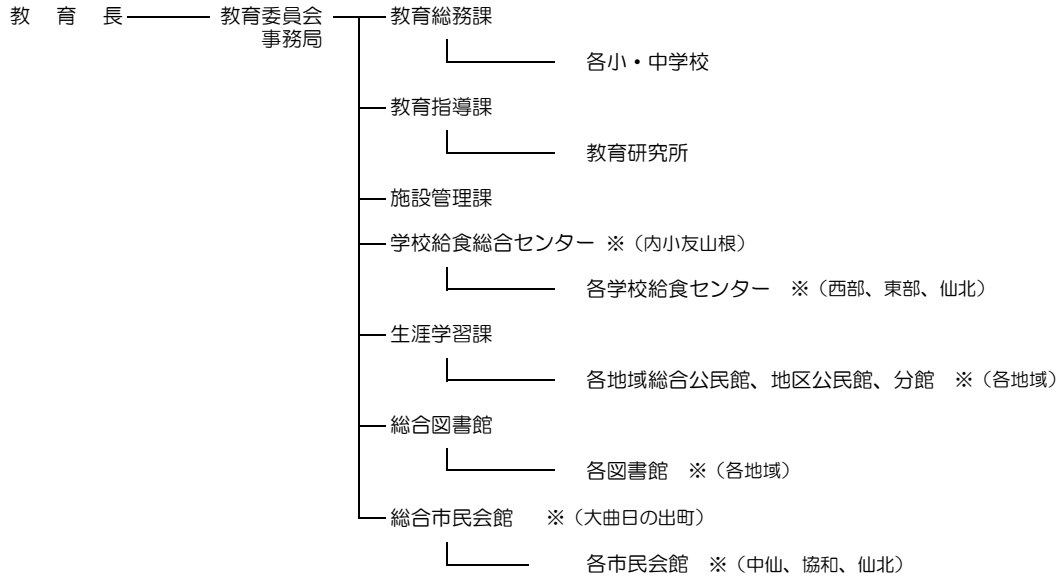 教 育 長 教育委員会 教育総務課
事務局
各小・中学校
教育指導課
教育研究所
施設管理課
学校給食総合センター ※（内小友山根）
各学校給食センター ※（西部、東部、仙北）
生涯学習課
各地域総合公民館、地区公民館、分館 ※（各地域）
総合図書館
各図書館 ※（各地域）
総合市民会館 ※（大曲日の出町）
各市民会館 ※（中仙、協和、仙北）